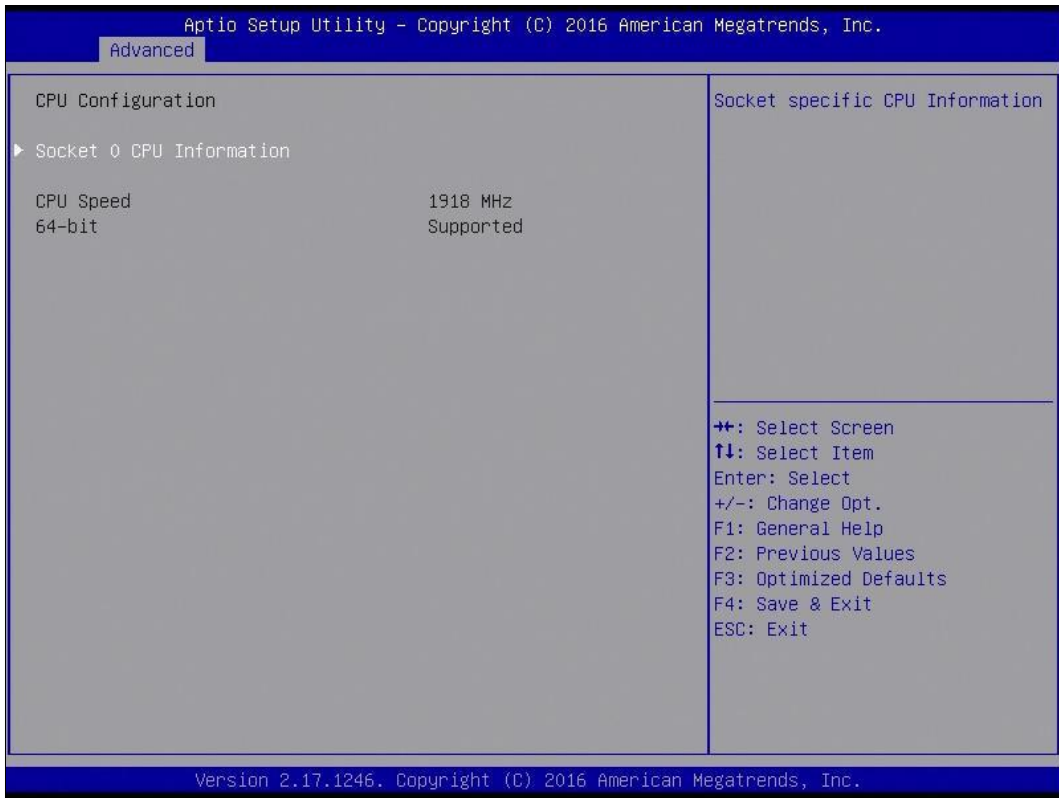 Aptio Setup Utility – Copyright (C) 2016 American Megatrends, Inc.
Advanced
CPU Configuration
Socket specific CPU Information
▶ Socket 0 CPU Information
CPU Speed 1918 MHz
64-bit Supported
→←: Select Screen
↑↓: Select Item
Enter: Select
+/-: Change Opt.
F1: General Help
F2: Previous Values
F3: Optimized Defaults
F4: Save & Exit
ESC: Exit
Version 2.17.1246. Copyright (C) 2016 American Megatrends, Inc.